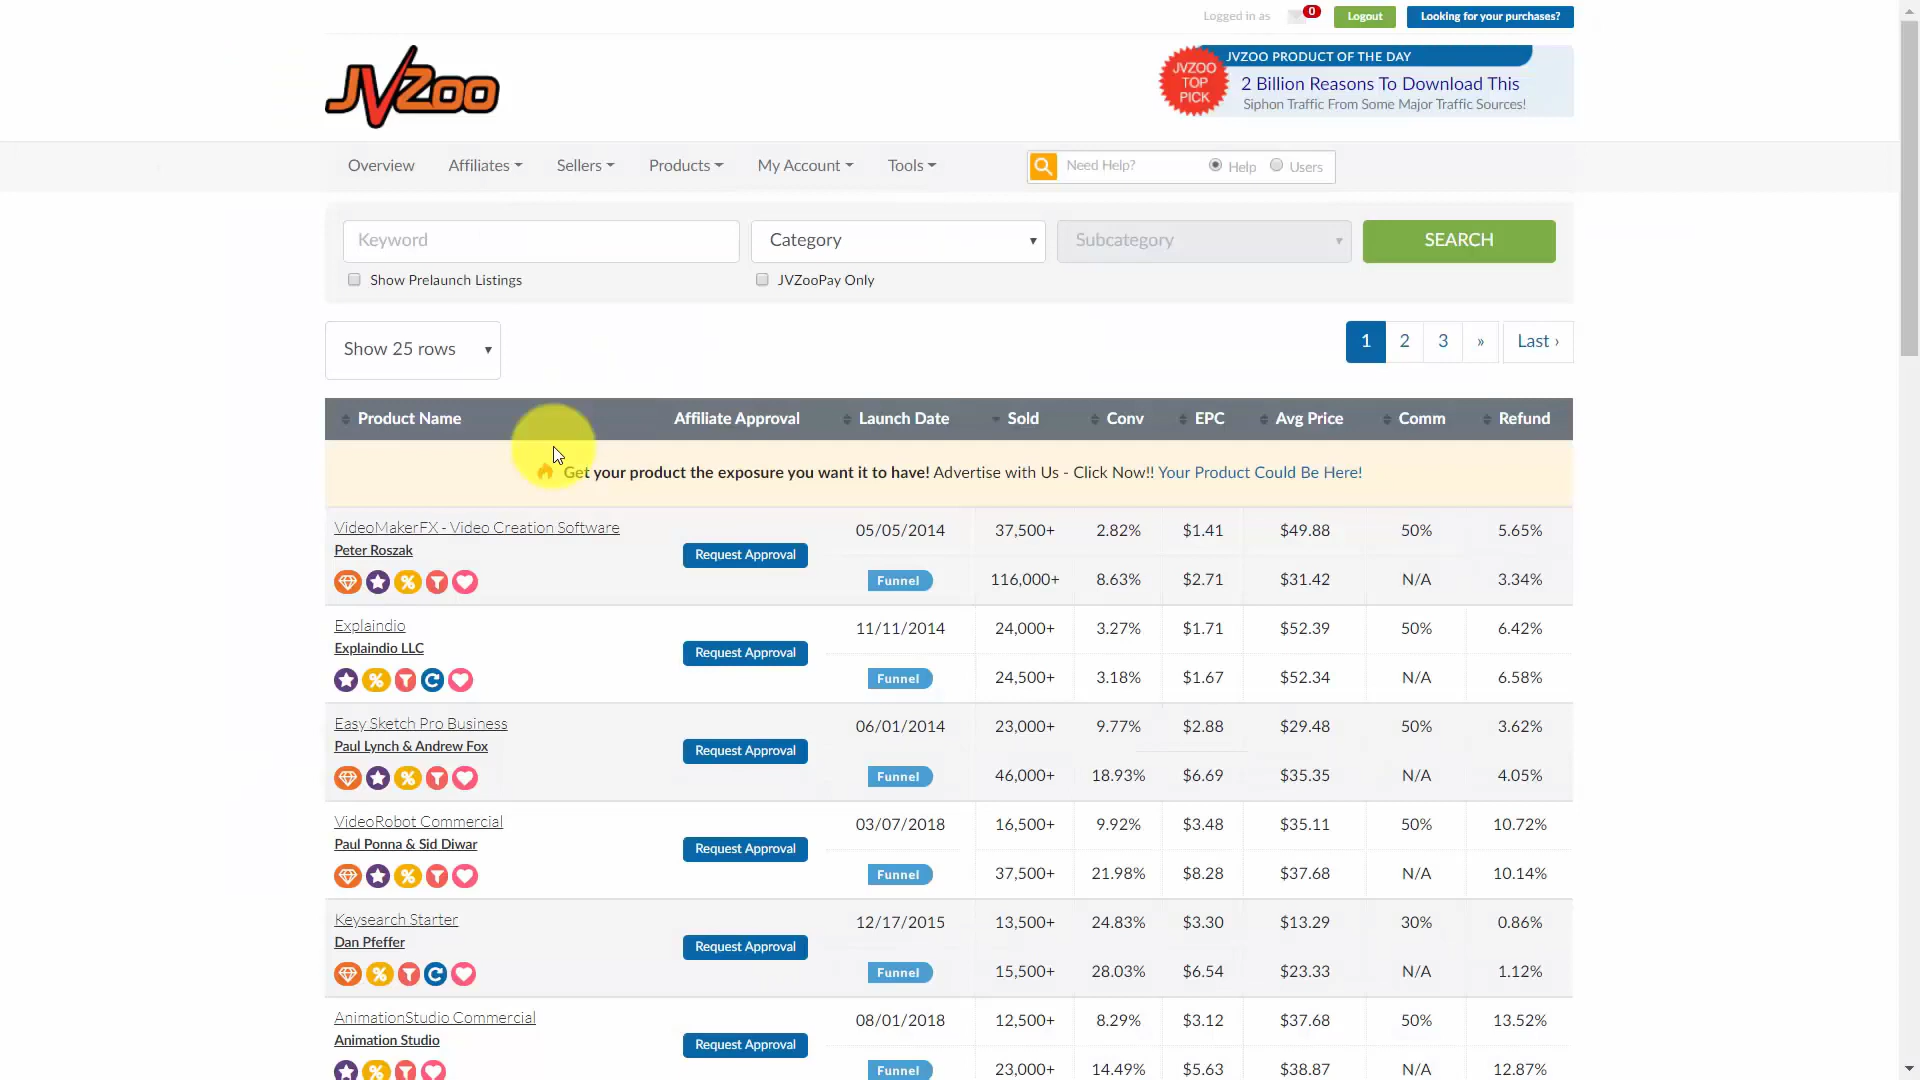 Logged in as 0 Logout Looking for your purchases?
JVZoo
JVZOO TOP PICK
JVZOO PRODUCT OF THE DAY
2 Billion Reasons To Download This
Siphon Traffic From Some Major Traffic Sources!
Overview Affiliates Sellers Products My Account Tools Need Help? Help Users
Keyword Category Subcategory SEARCH
Show Prelaunch Listings JVZooPay Only
Show 25 rows 1 2 3 » Last ›
Product Name Affiliate Approval Launch Date Sold Conv EPC Avg Price Comm Refund
Get your product the exposure you want it to have! Advertise with Us - Click Now!! Your Product Could Be Here!
VideoMakerFX - Video Creation Software 05/05/2014 37,500+ 2.82% $1.41 $49.88 50% 5.65%
Peter Roszak Request Approval
Funnel 116,000+ 8.63% $2.71 $31.42 N/A 3.34%
Explaindio 11/11/2014 24,000+ 3.27% $1.71 $52.39 50% 6.42%
Explaindio LLC Request Approval
Funnel 24,500+ 3.18% $1.67 $52.34 N/A 6.58%
Easy Sketch Pro Business 06/01/2014 23,000+ 9.77% $2.88 $29.48 50% 3.62%
Paul Lynch & Andrew Fox Request Approval
Funnel 46,000+ 18.93% $6.69 $35.35 N/A 4.05%
VideoRobot Commercial 03/07/2018 16,500+ 9.92% $3.48 $35.11 50% 10.72%
Paul Ponna & Sid Diwar Request Approval
Funnel 37,500+ 21.98% $8.28 $37.68 N/A 10.14%
Keysearch Starter 12/17/2015 13,500+ 24.83% $3.30 $13.29 30% 0.86%
Dan Pfeffer Request Approval
Funnel 15,500+ 28.03% $6.54 $23.33 N/A 1.12%
AnimationStudio Commercial 08/01/2018 12,500+ 8.29% $3.12 $37.68 50% 13.52%
Animation Studio Request Approval
Funnel 23,000+ 14.49% $5.63 $38.87 N/A 12.87%